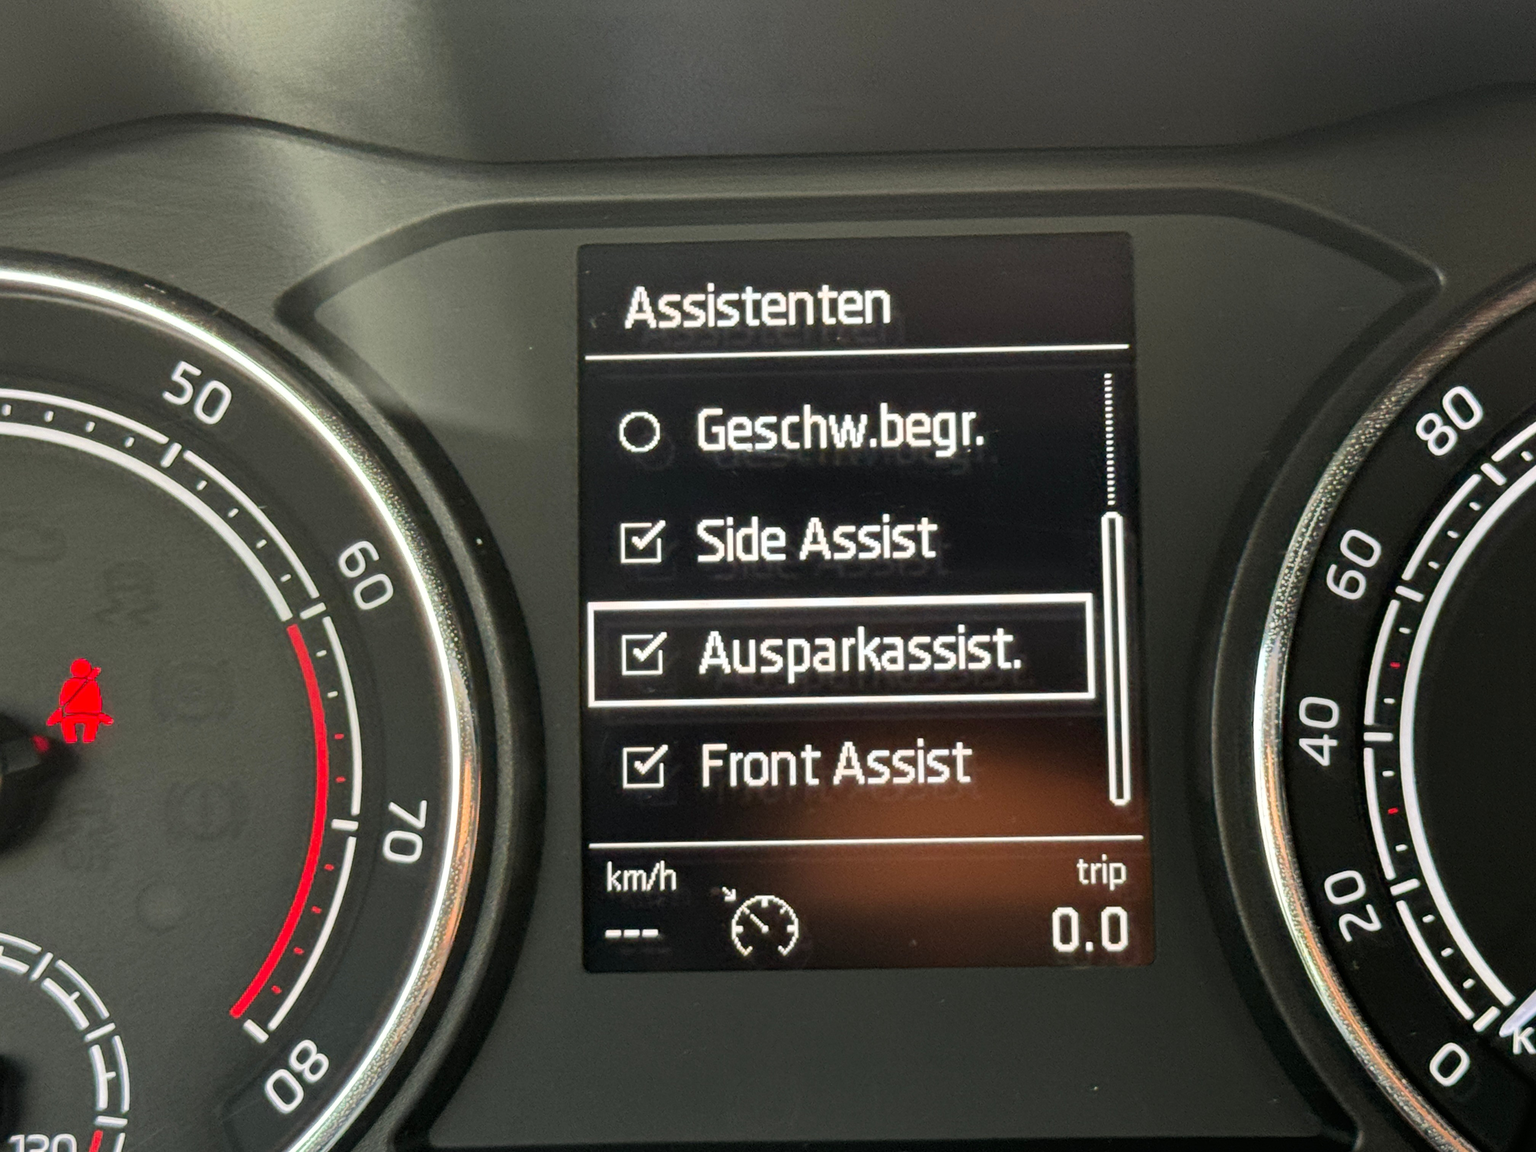 Assistenten
Geschw.begr.
Side Assist
Ausparkassist.
Front Assist
km/h
trip
---
0.0
50
60
70
80
130
80
60
40
20
0